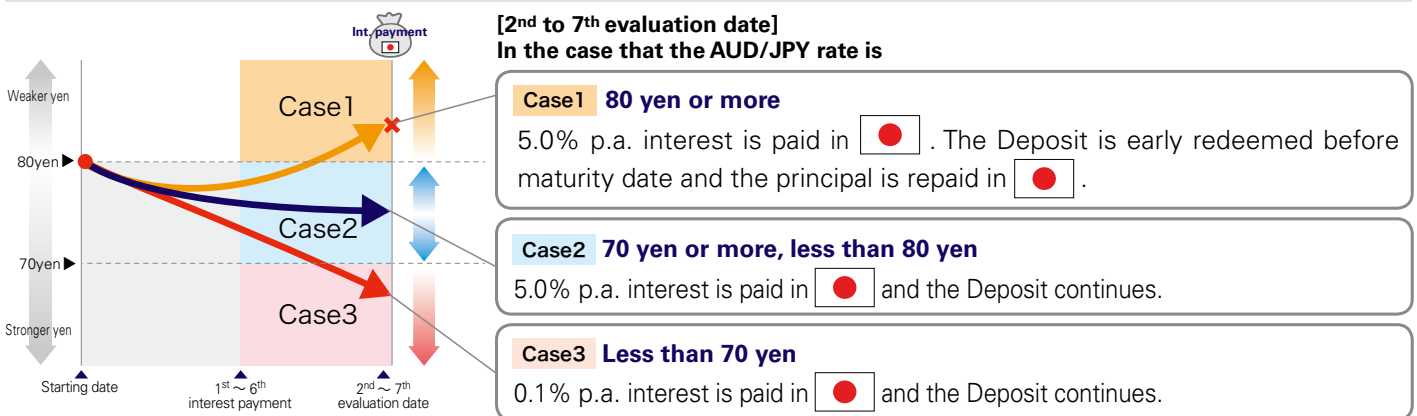 Int. payment
Weaker yen
80yen
70yen
Stronger yen
Case1
Case2
Case3
Starting date
1st～6th
interest payment
2nd～7th
evaluation date
[2nd to 7th evaluation date]
In the case that the AUD/JPY rate is
Case1 80 yen or more
5.0% p.a. interest is paid in . The Deposit is early redeemed before
maturity date and the principal is repaid in .
Case2 70 yen or more, less than 80 yen
5.0% p.a. interest is paid in and the Deposit continues.
Case3 Less than 70 yen
0.1% p.a. interest is paid in and the Deposit continues.